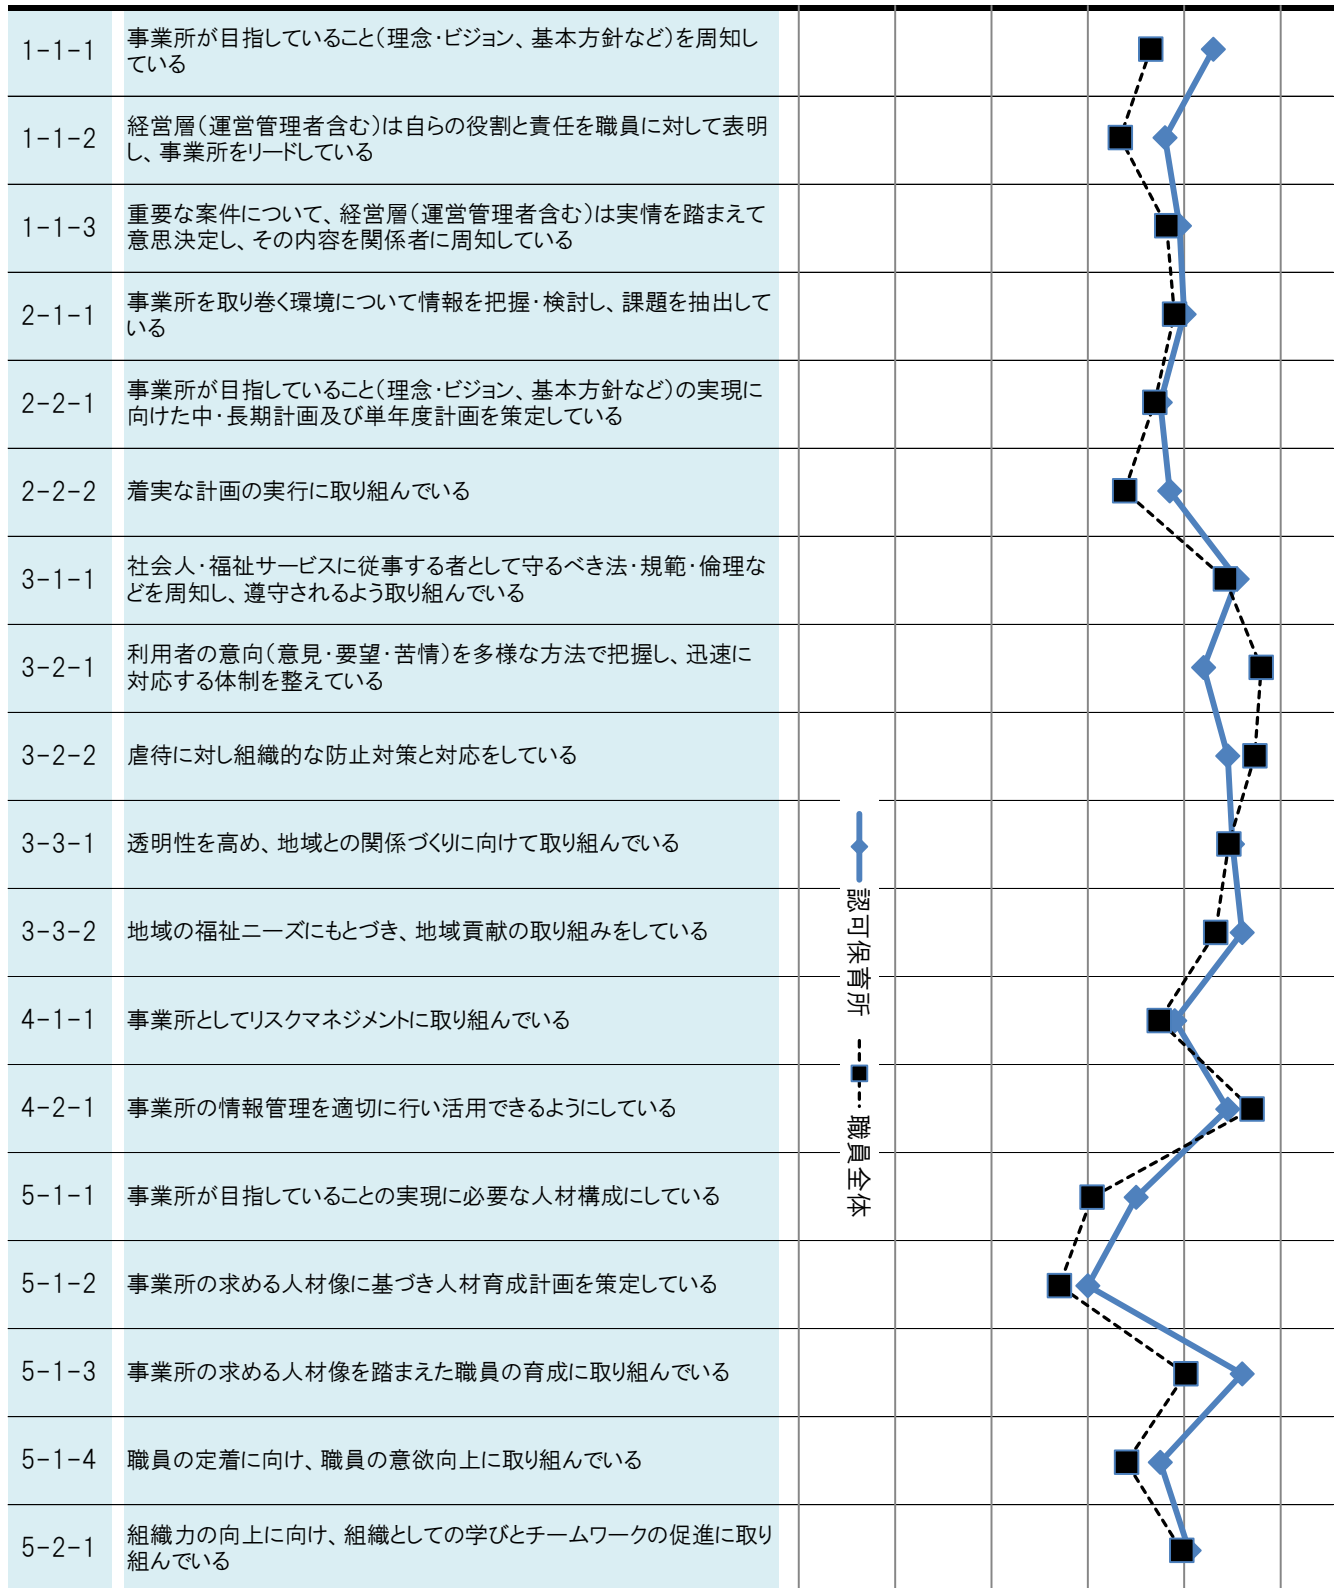 1-1-1
事業所が目指していること(理念・ビジョン、基本方針など)を周知し
ている
1-1-2
経営層(運営管理者含む)は自らの役割と責任を職員に対して表明
し、事業所をリードしている
1-1-3
重要な案件について、経営層(運営管理者含む)は実情を踏まえて
意思決定し、その内容を関係者に周知している
2-1-1
事業所を取り巻く環境について情報を把握・検討し、課題を抽出して
いる
2-2-1
事業所が目指していること(理念・ビジョン、基本方針など)の実現に
向けた中・長期計画及び単年度計画を策定している
2-2-2
着実な計画の実行に取り組んでいる
3-1-1
社会人・福祉サービスに従事する者として守るべき法・規範・倫理な
どを周知し、遵守されるよう取り組んでいる
3-2-1
利用者の意向(意見・要望・苦情)を多様な方法で把握し、迅速に
対応する体制を整えている
3-2-2
虐待に対し組織的な防止対策と対応をしている
3-3-1
透明性を高め、地域との関係づくりに向けて取り組んでいる
3-3-2
地域の福祉ニーズにもとづき、地域貢献の取り組みをしている
4-1-1
事業所としてリスクマネジメントに取り組んでいる
4-2-1
事業所の情報管理を適切に行い活用できるようにしている
5-1-1
事業所が目指していることの実現に必要な人材構成にしている
5-1-2
事業所の求める人材像に基づき人材育成計画を策定している
5-1-3
事業所の求める人材像を踏まえた職員の育成に取り組んでいる
5-1-4
職員の定着に向け、職員の意欲向上に取り組んでいる
5-2-1
組織力の向上に向け、組織としての学びとチームワークの促進に取り
組んでいる
認可保育所
職員全体